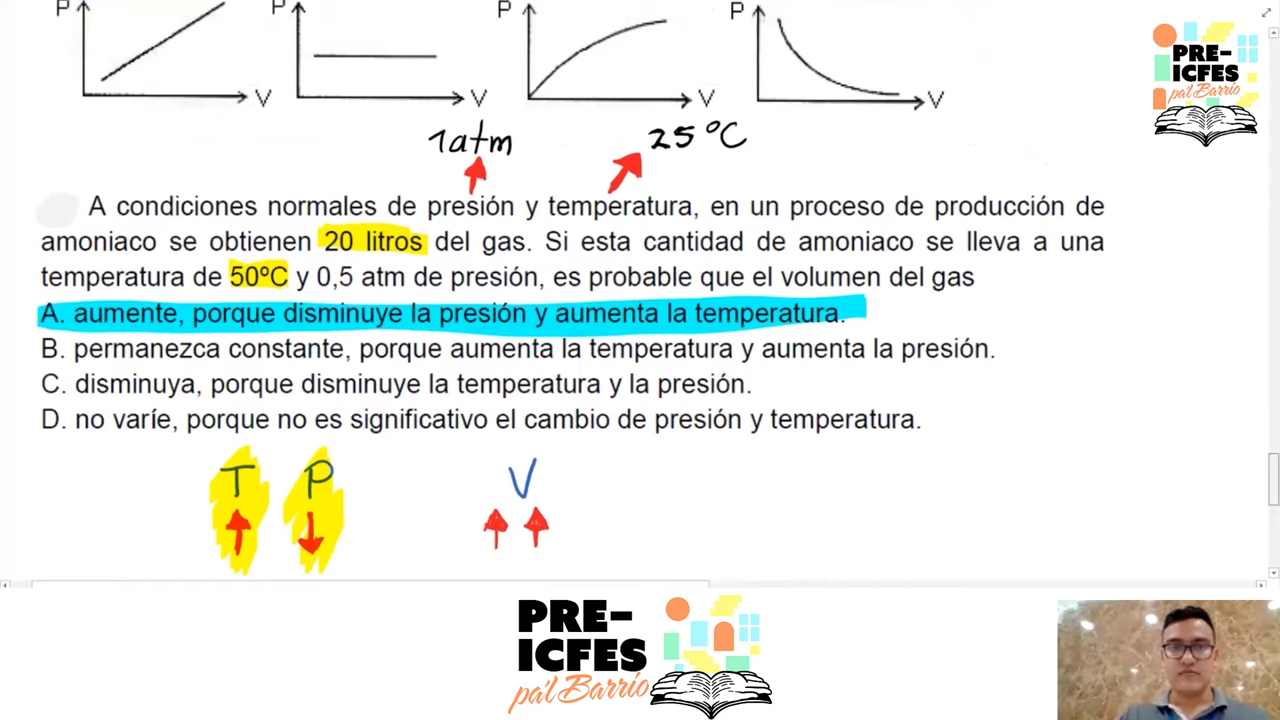 P P P P
V V V V
1atm 25 ºC
A condiciones normales de presión y temperatura, en un proceso de producción de
amoniaco se obtienen 20 litros del gas. Si esta cantidad de amoniaco se lleva a una
temperatura de 50ºC y 0,5 atm de presión, es probable que el volumen del gas
A. aumente, porque disminuye la presión y aumenta la temperatura.
B. permanezca constante, porque aumenta la temperatura y aumenta la presión.
C. disminuya, porque disminuye la temperatura y la presión.
D. no varíe, porque no es significativo el cambio de presión y temperatura.
T P V
PRE-
ICFES
pa'l Barrio
PRE-
ICFES
pa'l Barrio